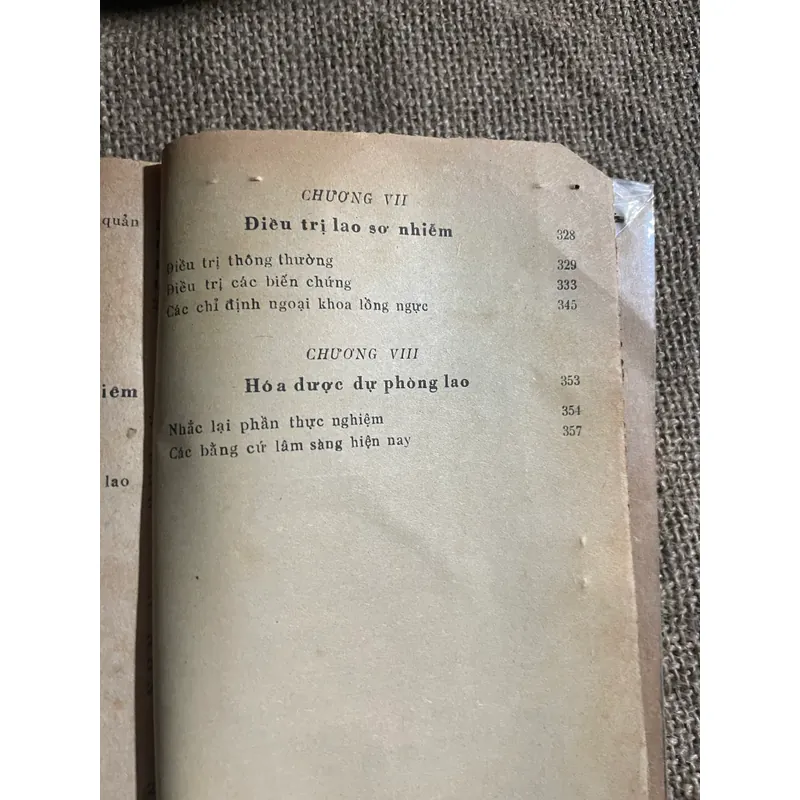 quản
iêm
lao
CHƯƠNG VII
Điều trị lao sơ nhiễm 328
Điều trị thông thường 329
Điều trị các biến chứng 333
Các chỉ định ngoại khoa lồng ngực 345
CHƯƠNG VIII
Hóa dược dự phòng lao 353
Nhắc lại phần thực nghiệm 354
Các bằng cứ lâm sàng hiện nay 357